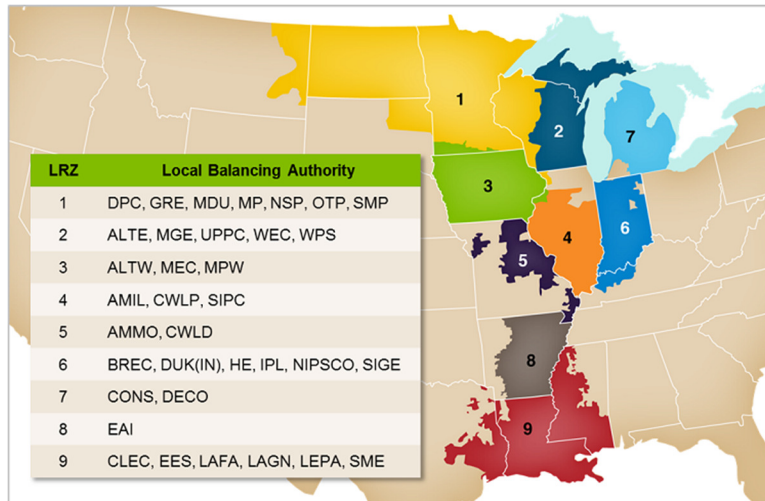 LRZ Local Balancing Authority
1 DPC, GRE, MDU, MP, NSP, OTP, SMP
2 ALTE, MGE, UPPC, WEC, WPS
3 ALTW, MEC, MPW
4 AMIL, CWLP, SIPC
5 AMMO, CWLD
6 BREC, DUK(IN), HE, IPL, NIPSCO, SIGE
7 CONS, DECO
8 EAI
9 CLEC, EES, LAFA, LAGN, LEPA, SME
1
2
7
3
4
6
5
8
9